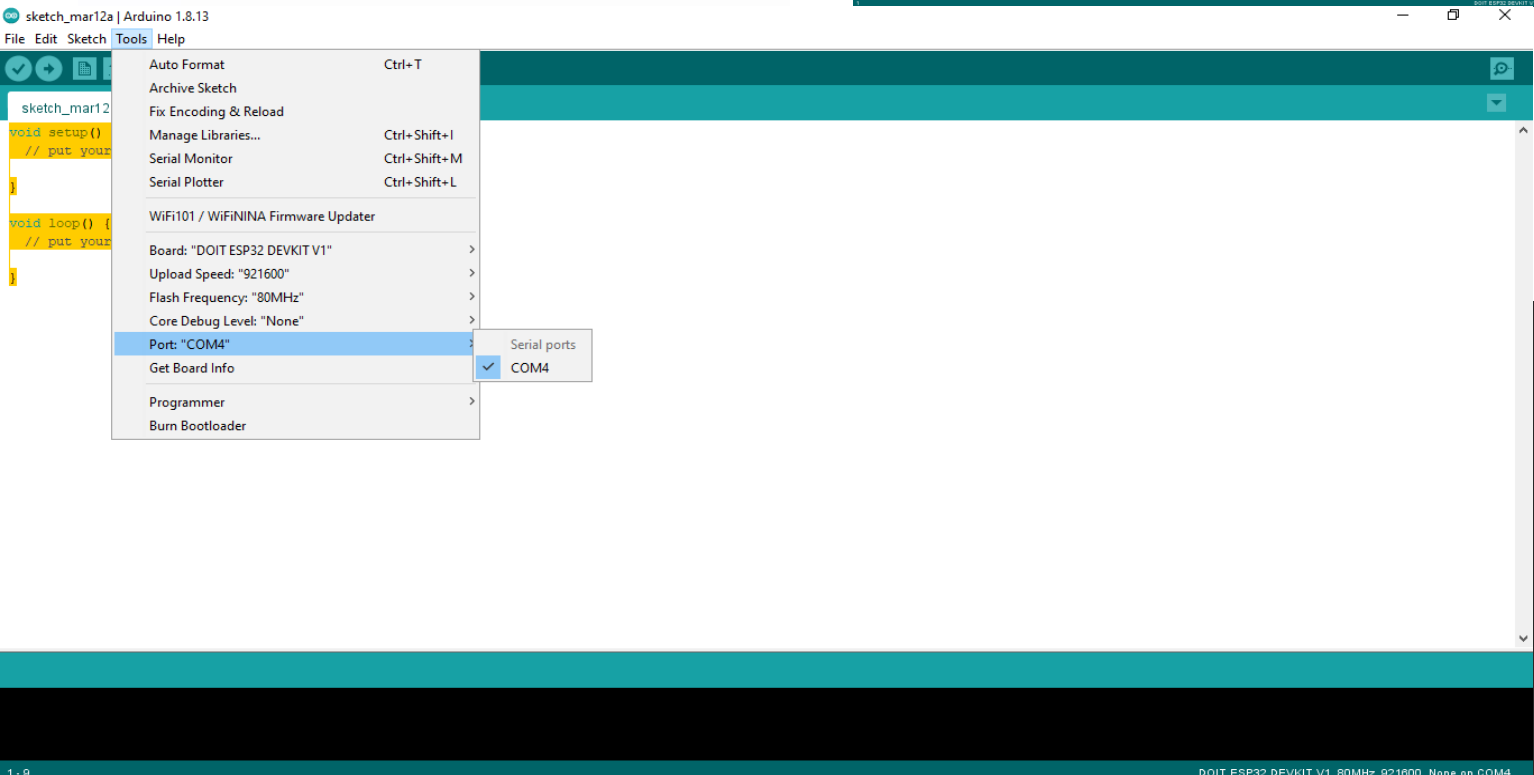 DOIT ESP32 DEVKIT V
sketch_mar12a | Arduino 1.8.13
File Edit Sketch Tools Help
sketch_mar12
void setup()
// put your
}
void loop() {
// put your
}
Auto Format Ctrl+T
Archive Sketch
Fix Encoding & Reload
Manage Libraries... Ctrl+Shift+I
Serial Monitor Ctrl+Shift+M
Serial Plotter Ctrl+Shift+L
WiFi101 / WiFiNINA Firmware Updater
Board: "DOIT ESP32 DEVKIT V1"
Upload Speed: "921600"
Flash Frequency: "80MHz"
Core Debug Level: "None"
Port: "COM4"
Get Board Info
Programmer
Burn Bootloader
Serial ports
COM4
1 - 9
DOIT ESP32 DEVKIT V1, 80MHz, 921600, None on COM4